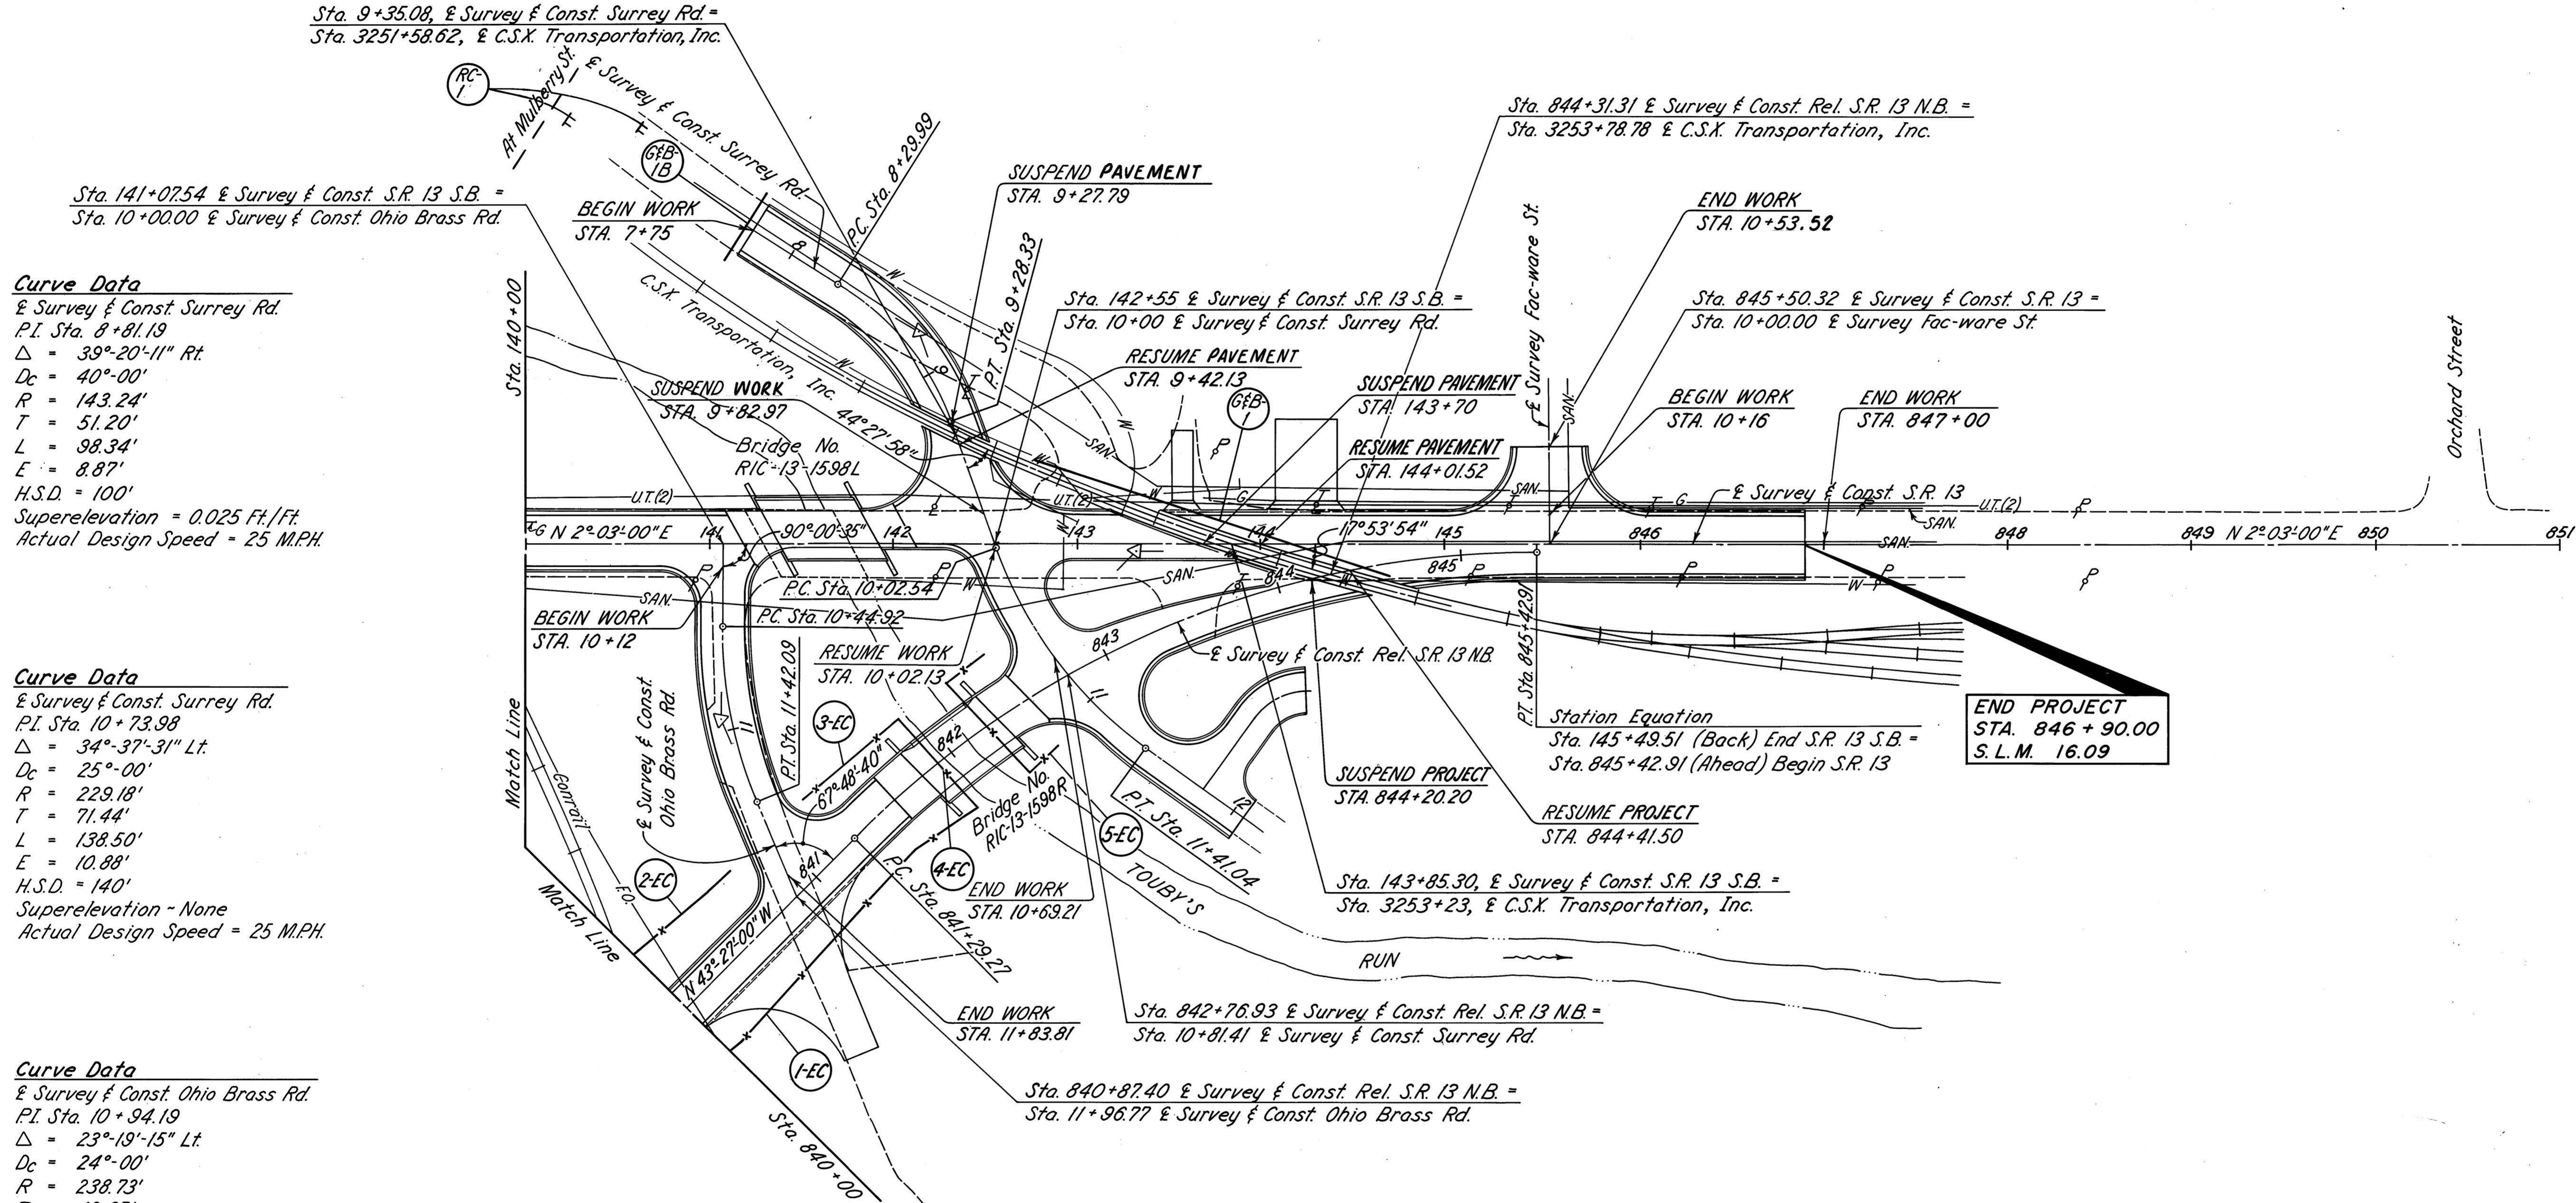 Sta. 9+35.08, ℄ Survey & Const. Surrey Rd. =
Sta. 3251+58.62, ℄ C.S.X. Transportation, Inc.
RC-1
At Mulberry St.
℄ Survey & Const. Surrey Rd.
G&B-1B
P.C. Sta. 8+29.99
Sta. 844+31.31 ℄ Survey & Const. Rel. S.R. 13 N.B. =
Sta. 3253+78.78 ℄ C.S.X. Transportation, Inc.
SUSPEND PAVEMENT
STA. 9+27.79
Sta. 141+07.54 ℄ Survey & Const. S.R. 13 S.B. =
Sta. 10+00.00 ℄ Survey & Const. Ohio Brass Rd.
BEGIN WORK
STA. 7+75
END WORK
STA. 10+53.52
8
W
C.S.X. Transportation, Inc.
P.T. Sta. 9+28.33
Sta. 140+00
Curve Data
℄ Survey & Const. Surrey Rd.
P.I. Sta. 8+81.19
Δ = 39°-20'-11" Rt.
Dc = 40°-00'
R = 143.24'
T = 51.20'
L = 98.34'
E = 8.87'
H.S.D. = 100'
Superelevation = 0.025 Ft./Ft.
Actual Design Speed = 25 M.P.H.
Sta. 142+55 ℄ Survey & Const. S.R. 13 S.B. =
Sta. 10+00 ℄ Survey & Const. Surrey Rd.
℄ Survey Fac-ware St.
Sta. 845+50.32 ℄ Survey & Const. S.R. 13 =
Sta. 10+00.00 ℄ Survey Fac-ware St.
Orchard Street
RESUME PAVEMENT
STA. 9+42.13
W
9
T
SUSPEND WORK
STA. 9+82.97
44°27'58"
SUSPEND PAVEMENT
STA. 143+70
G&B-1
BEGIN WORK
STA. 10+16
END WORK
STA. 847+00
SAN.
W
SAN.
P
Bridge No.
RIC-13-1598L
RESUME PAVEMENT
STA. 144+01.52
U.T.(2)
W
U.T.(2)
W
G
SAN.
T
G
℄ Survey & Const. S.R. 13
P
U.T.(2)
P
SAN.
G N 2°-03'-00"E
141
90°00'35"
142
W
143
144
17°53'54"
145
846
SAN.
848
849
N 2°-03'-00"E
850
851
P
P
SAN.
T
844
W
845
P
P
P
P
W
W
SAN.
P.C. Sta. 10+02.54
BEGIN WORK
STA. 10+12
P.C. Sta. 10+44.92
P.T. Sta. 845+42.91
RESUME WORK
STA. 10+02.13
843
℄ Survey & Const. Rel. S.R. 13 NB.
Curve Data
℄ Survey & Const. Surrey Rd.
P.I. Sta. 10+73.98
Δ = 34°-37'-31" Lt.
Dc = 25°-00'
R = 229.18'
T = 71.44'
L = 138.50'
E = 10.88'
H.S.D. = 140'
Superelevation ~ None
Actual Design Speed = 25 M.P.H.
Match Line
℄ Survey & Const.
Ohio Brass Rd.
11
P.T. Sta. 11+42.09
3-EC
67°-48'-40"
842
11
END PROJECT
STA. 846+90.00
S.L.M. 16.09
Station Equation
Sta. 145+49.51 (Back) End S.R. 13 S.B. =
Sta. 845+42.91 (Ahead) Begin S.R. 13
SUSPEND PROJECT
STA. 844+20.20
RESUME PROJECT
STA. 844+41.50
Conrail
F.O.
Bridge No.
RIC-13-1598R
12
P.T. Sta. 11+41.04
5-EC
2-EC
841
4-EC
P.C. Sta. 841+29.27
END WORK
STA. 10+69.21
TOUBY'S
RUN
Sta. 143+85.30, ℄ Survey & Const. S.R. 13 S.B. =
Sta. 3253+23, ℄ C.S.X. Transportation, Inc.
Match Line
N 43°-27'-00" W
END WORK
STA. 11+83.81
Sta. 842+76.93 ℄ Survey & Const. Rel. S.R. 13 N.B. =
Sta. 10+81.41 ℄ Survey & Const. Surrey Rd.
1-EC
Sta. 840+87.40 ℄ Survey & Const. Rel. S.R. 13 N.B. =
Sta. 11+96.77 ℄ Survey & Const. Ohio Brass Rd.
Sta. 840+00
Curve Data
℄ Survey & Const. Ohio Brass Rd.
P.I. Sta. 10+94.19
Δ = 23°-19'-15" Lt.
Dc = 24°-00'
R = 238.73'